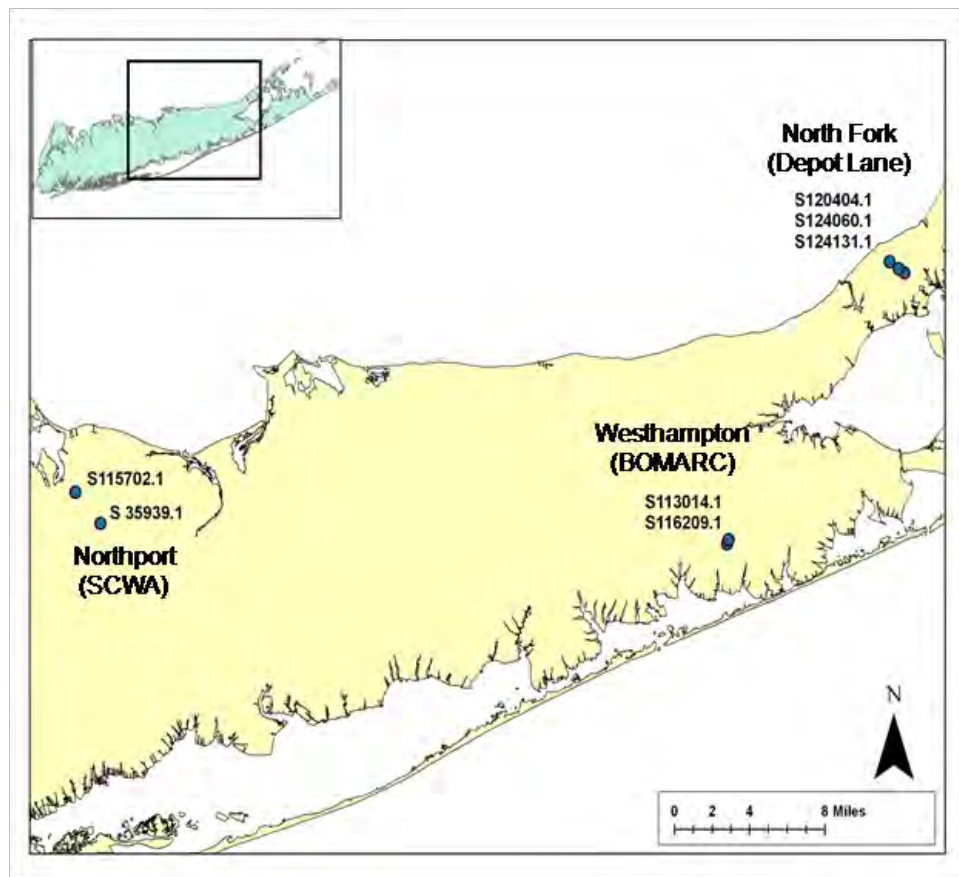 North Fork
(Depot Lane)
S120404.1
S124060.1
S124131.1
Westhampton
(BOMARC)
S113014.1
S116209.1
S115702.1
S 35939.1
Northport
(SCWA)
N
0 2 4 8 Miles